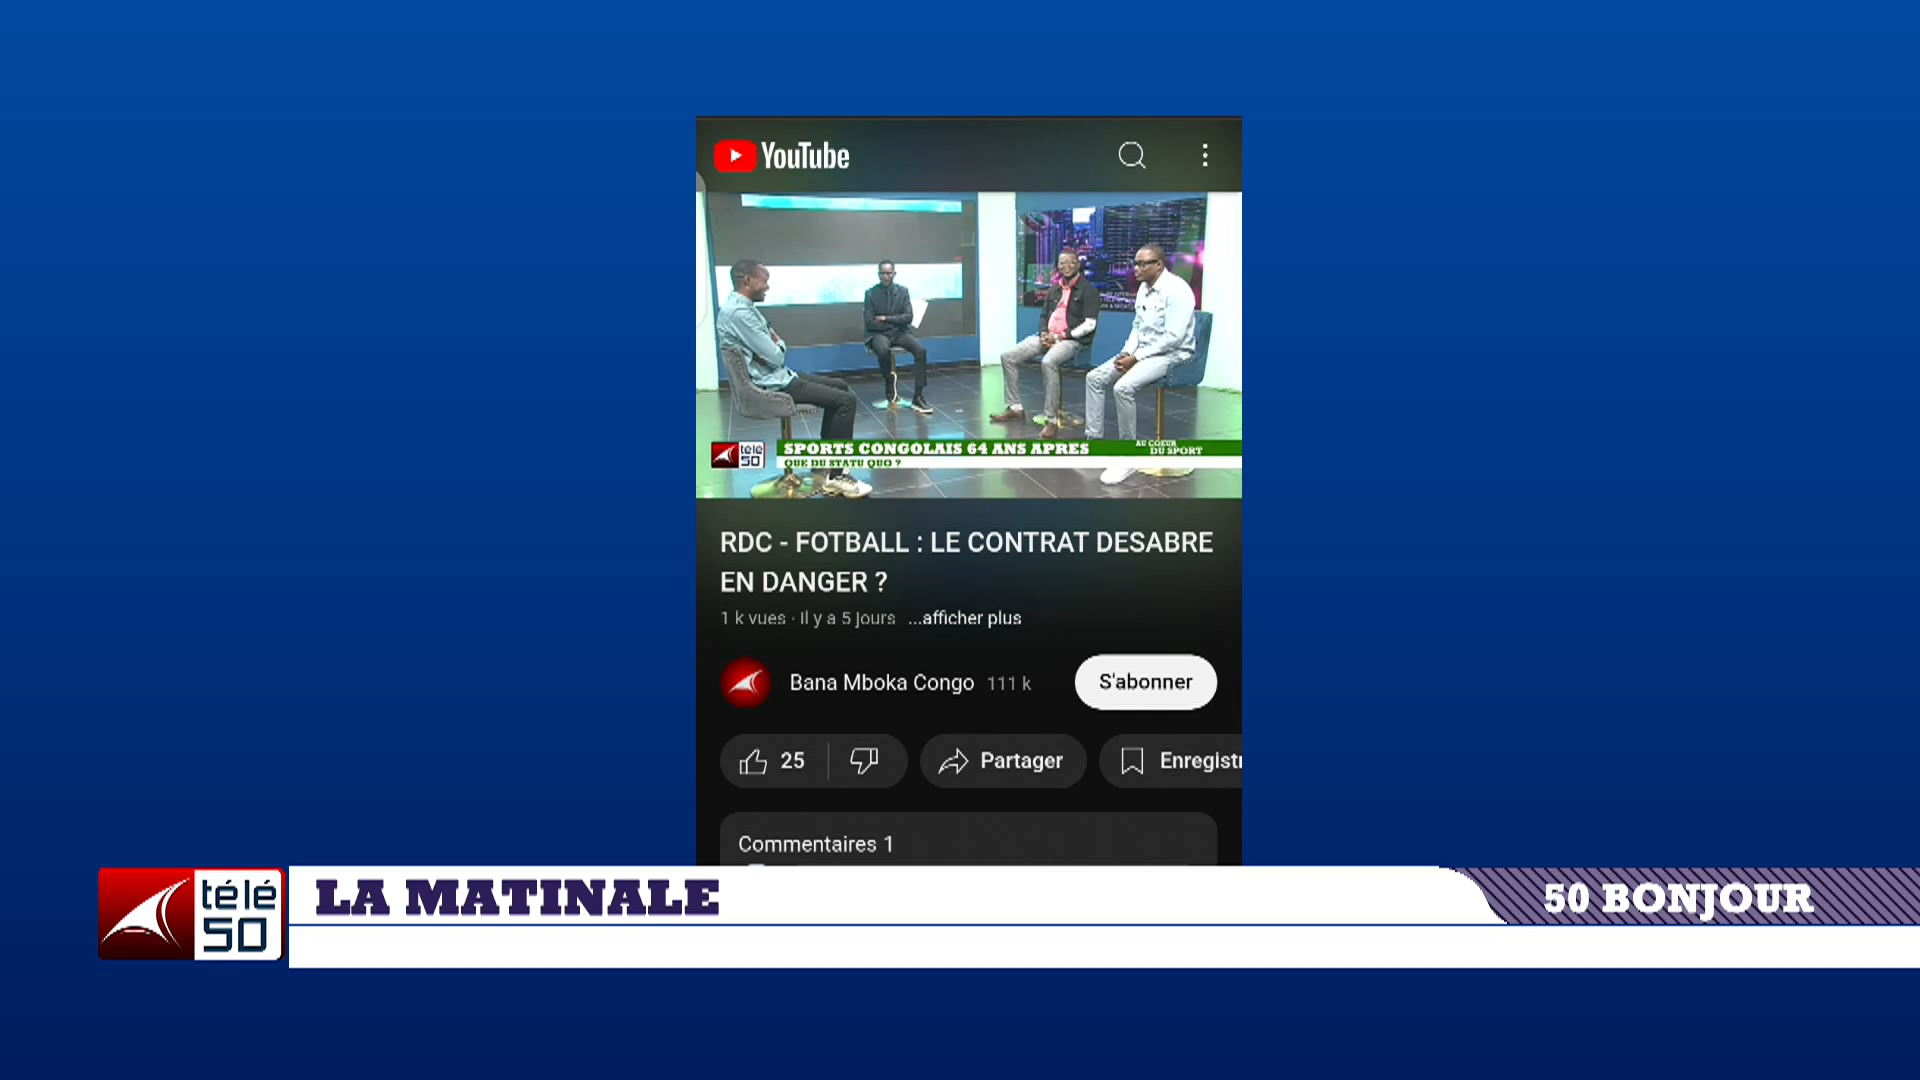 YouTube
télé
50
SPORTS CONGOLAIS 64 ANS APRES
QUE DU STATU QUO ?
AU COEUR
DU SPORT
RDC - FOTBALL : LE CONTRAT DESABRE
EN DANGER ?
1 k vues · Il y a 5 jours ...afficher plus
Bana Mboka Congo 111 k
S'abonner
25
Partager
Enregistr
Commentaires 1
télé
50
LA MATINALE
50 BONJOUR